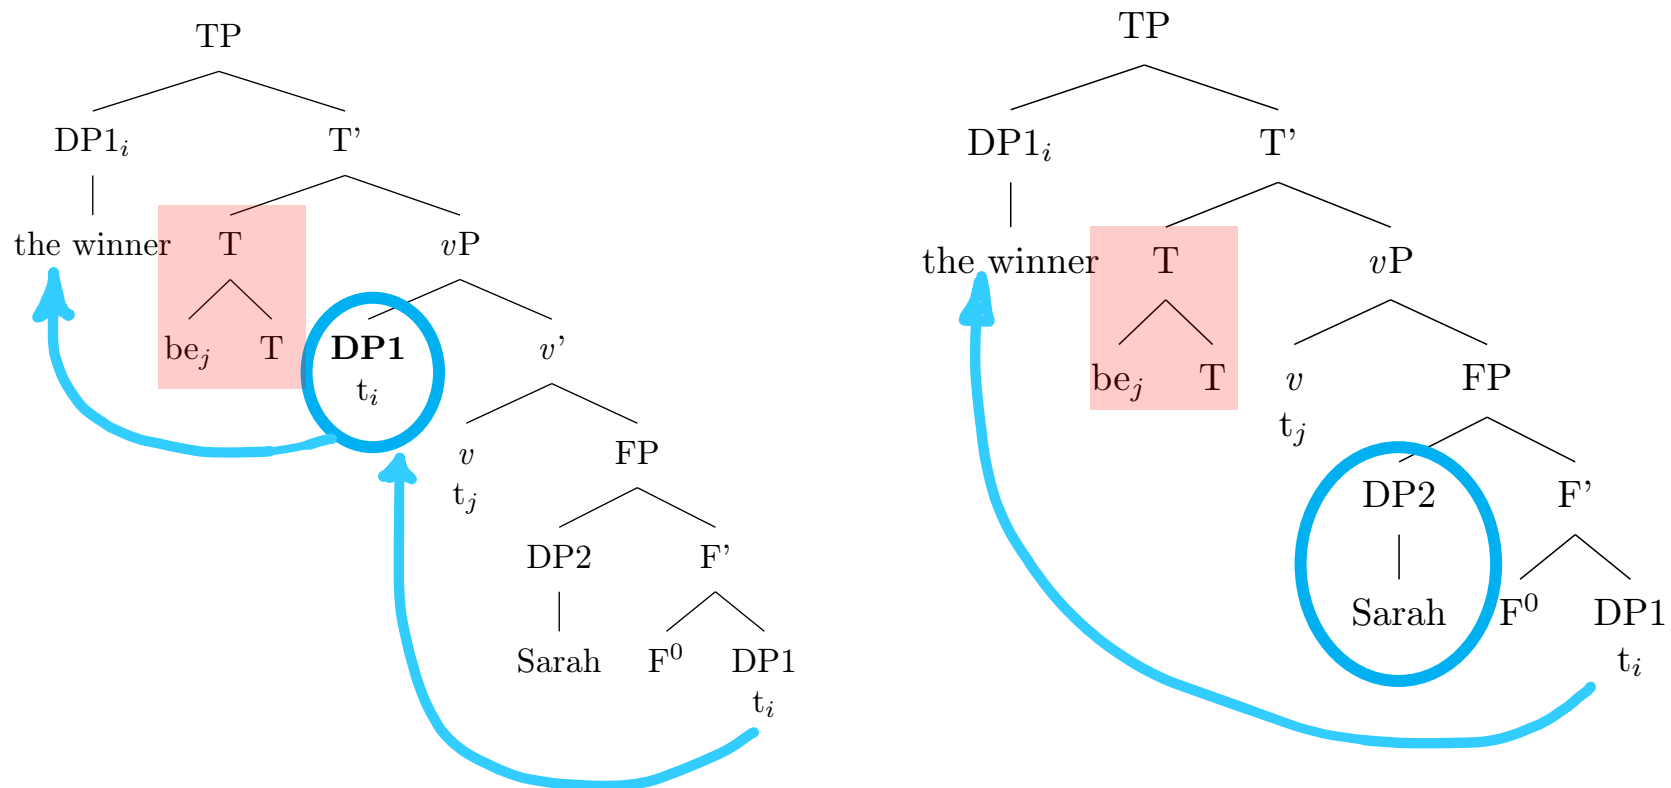 TP
DP1i T’
the winner T vP
bej T DP1 v’
ti
v FP
tj
DP2 F’
Sarah F0 DP1
ti
TP
DP1i T’
the winner T vP
bej T v FP
tj
DP2 F’
Sarah F0 DP1
ti